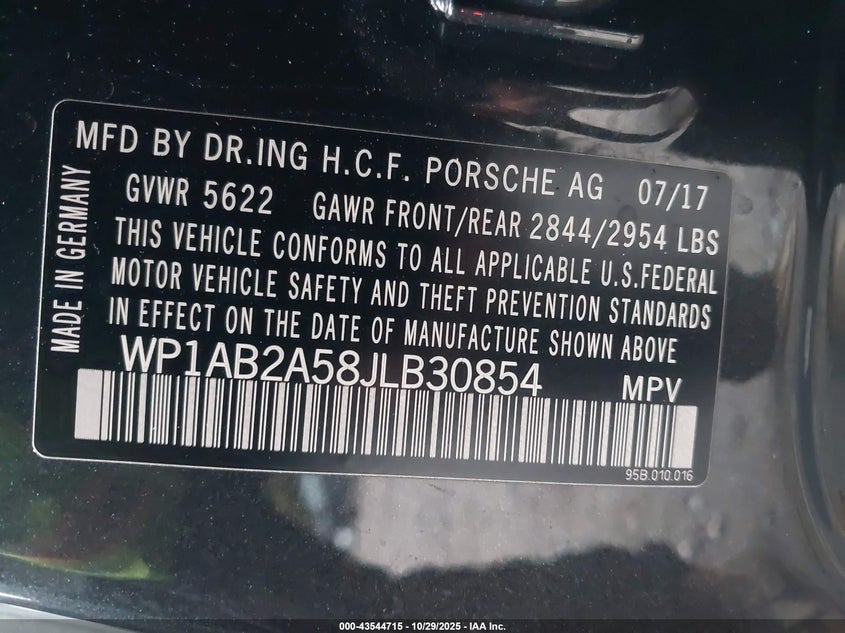 MFD BY DR.ING H.C.F. PORSCHE AG 07/17
GVWR 5622 GAWR FRONT/REAR 2844/2954 LBS
THIS VEHICLE CONFORMS TO ALL APPLICABLE U.S.FEDERAL
MOTOR VEHICLE SAFETY AND THEFT PREVENTION STANDARDS
IN EFFECT ON THE DATE OF MANUFACTURE SHOWN ABOVE
MADE IN GERMANY
WP1AB2A58JLB30854 MPV
95B.010.016
000-43544715 - 10/29/2025 - IAA Inc.